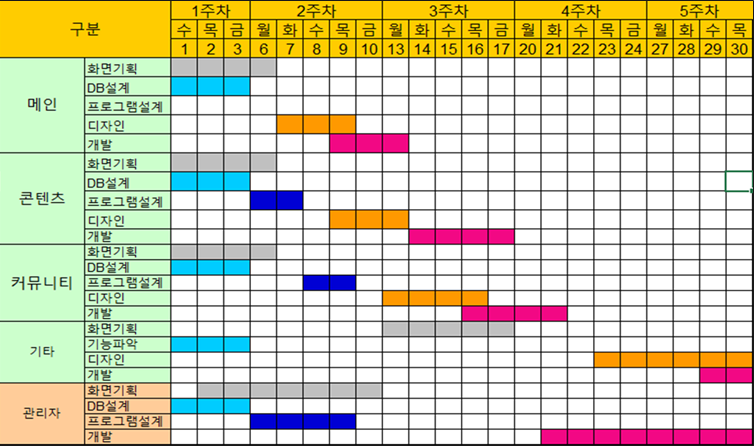 구분 1주차 2주차 3주차 4주차 5주차
수 목 금 월 화 수 목 금 월 화 수 목 금 월 화 수 목 금 월 화 수 목
1 2 3 6 7 8 9 10 13 14 15 16 17 20 21 22 23 24 27 28 29 30
메인
화면기획
DB설계
프로그램설계
디자인
개발
콘텐츠
화면기획
DB설계
프로그램설계
디자인
개발
커뮤니티
화면기획
DB설계
프로그램설계
디자인
개발
기타
화면기획
기능파악
디자인
개발
관리자
화면기획
DB설계
프로그램설계
개발